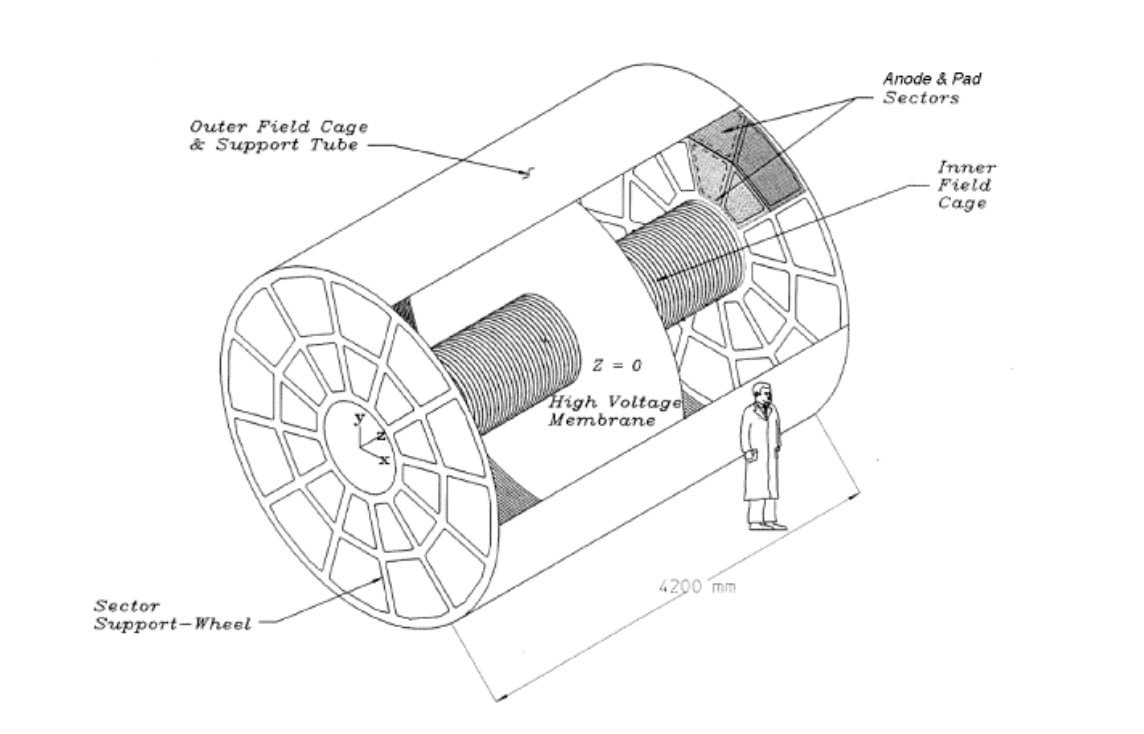 Anode & Pad
Sectors
Outer Field Cage
& Support Tube
Inner
Field
Cage
Z = 0
High Voltage
Membrane
y
z
x
4200 mm
Sector
Support-Wheel